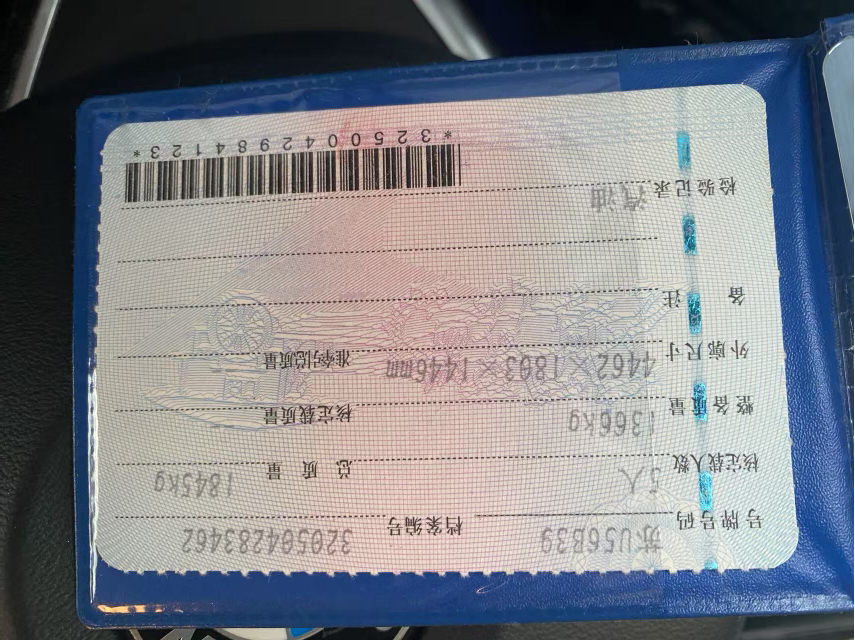 号牌号码 苏U56B39 档案编号 320504283462
核定载人数 5人 总质量 1845kg
整备质量 1366kg 核定载质量
外廓尺寸 4462×1803×1446mm 准牵引总质量
备注
检验记录 汽油
*3250042984123*